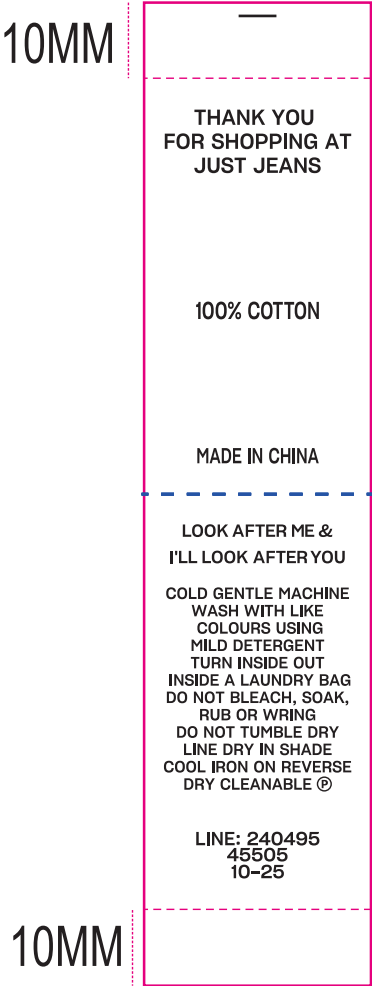 10MM
THANK YOU
FOR SHOPPING AT
JUST JEANS
100% COTTON
MADE IN CHINA
LOOK AFTER ME &
I'LL LOOK AFTER YOU
COLD GENTLE MACHINE
WASH WITH LIKE
COLOURS USING
MILD DETERGENT
TURN INSIDE OUT
INSIDE A LAUNDRY BAG
DO NOT BLEACH, SOAK,
RUB OR WRING
DO NOT TUMBLE DRY
LINE DRY IN SHADE
COOL IRON ON REVERSE
DRY CLEANABLE Ⓟ
LINE: 240495
45505
10-25
10MM